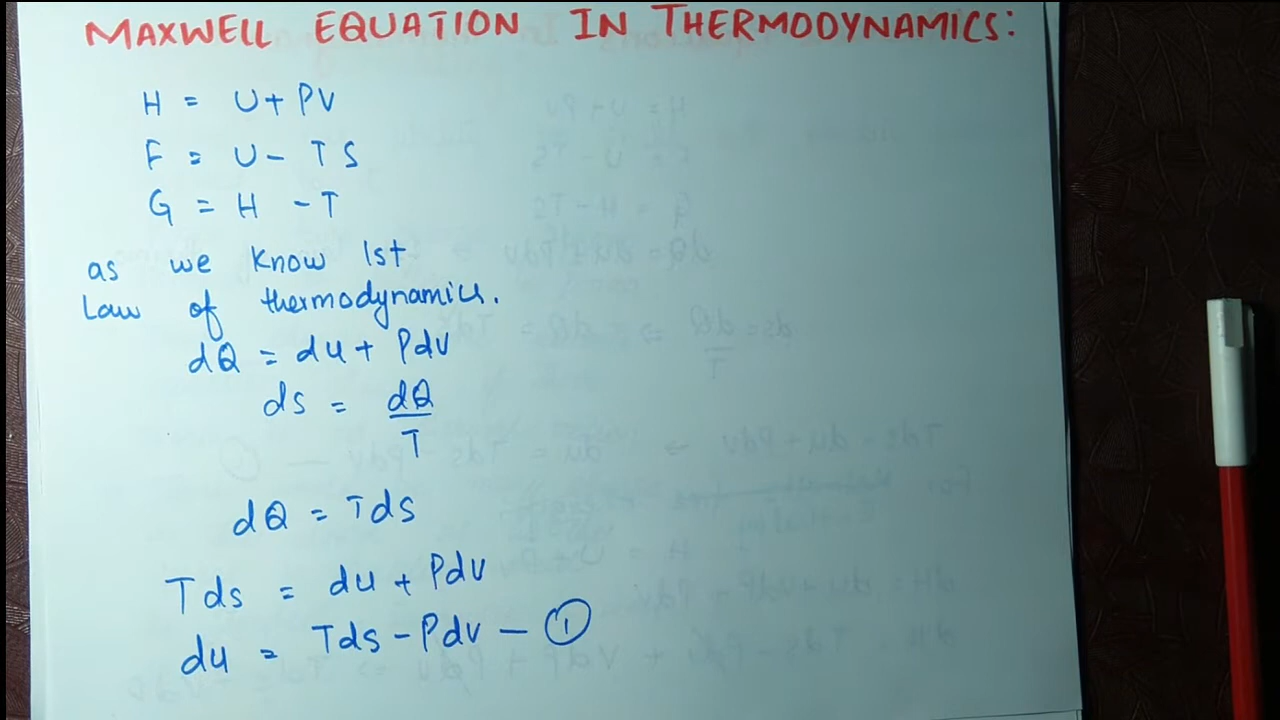 MAXWELL EQUATION IN THERMODYNAMICS:
H = U + PV
F = U - TS
G = H - T
as we know 1st
law of thermodynamics.
dQ = du + Pdv
ds = dQ/T
dQ = Tds
Tds = du + Pdv
du = Tds - Pdv - ①